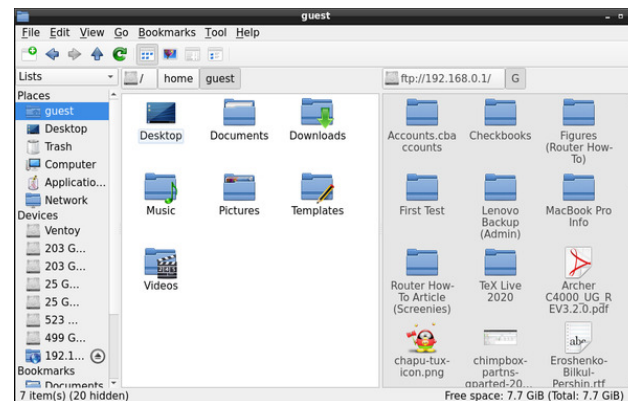 guest
File Edit View Go Bookmarks Tool Help
Lists
/ home guest
ftp://192.168.0.1/ G
Places
guest
Desktop
Trash
Computer
Applicatio...
Network
Devices
Ventoy
203 G...
203 G...
25 G...
25 G...
523 ...
499 G...
192.1...
Bookmarks
Documents
Desktop Documents Downloads
Music Pictures Templates
Videos
Accounts.cba
ccounts
Checkbooks
Figures
(Router How-
To)
First Test
Lenovo
Backup
(Admin)
MacBook Pro
Info
Router How-
To Article
(Screenies)
TeX Live
2020
Archer
C4000_UG_R
EV3.2.0.pdf
chapu-tux-
icon.png
chimpbox-
partns-
gparted-20...
abc
Eroshenko-
Bilkul-
Pershin.rtf
7 item(s) (20 hidden)
Free space: 7.7 GiB (Total: 7.7 GiB)